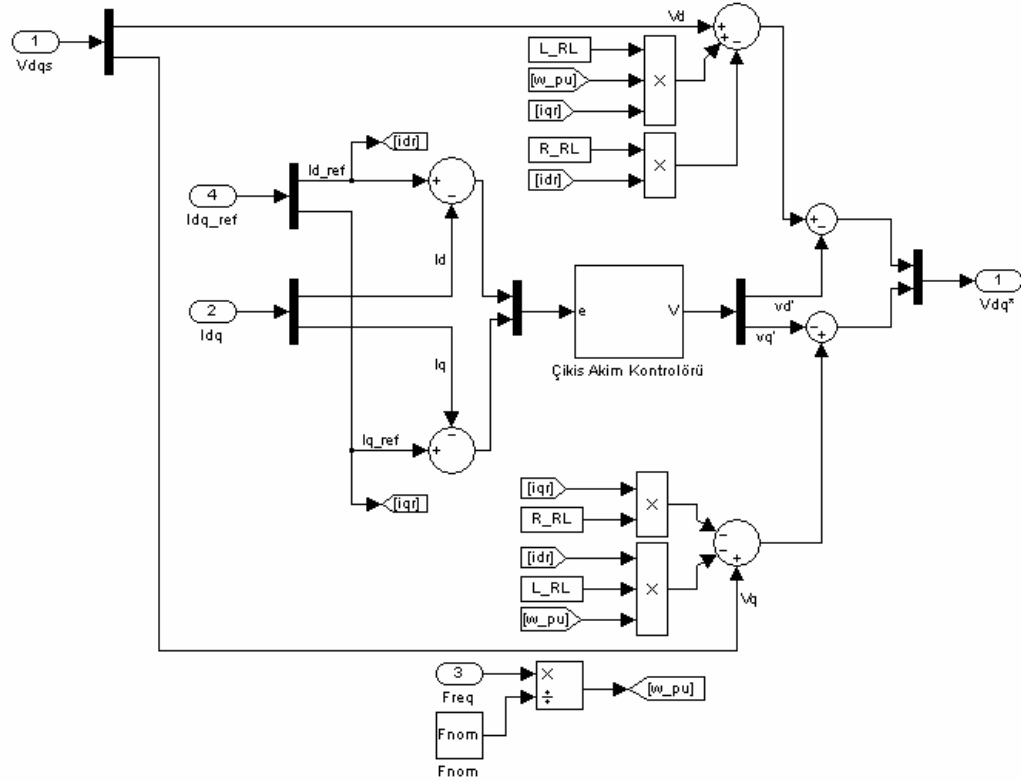 Vd
1
Vdqs
L_RL
[w_pu]
[iqr]
R_RL
[idr]
[idr]
Id_ref
4
Idq_ref
Id
2
Idq
Iq
e
V
Çikis Akim Kontrolörü
vd'
vq'
1
Vdq*
Iq_ref
[iqr]
[iqr]
R_RL
[idr]
L_RL
[w_pu]
Vq
3
Freq
[w_pu]
Fnom
Fnom